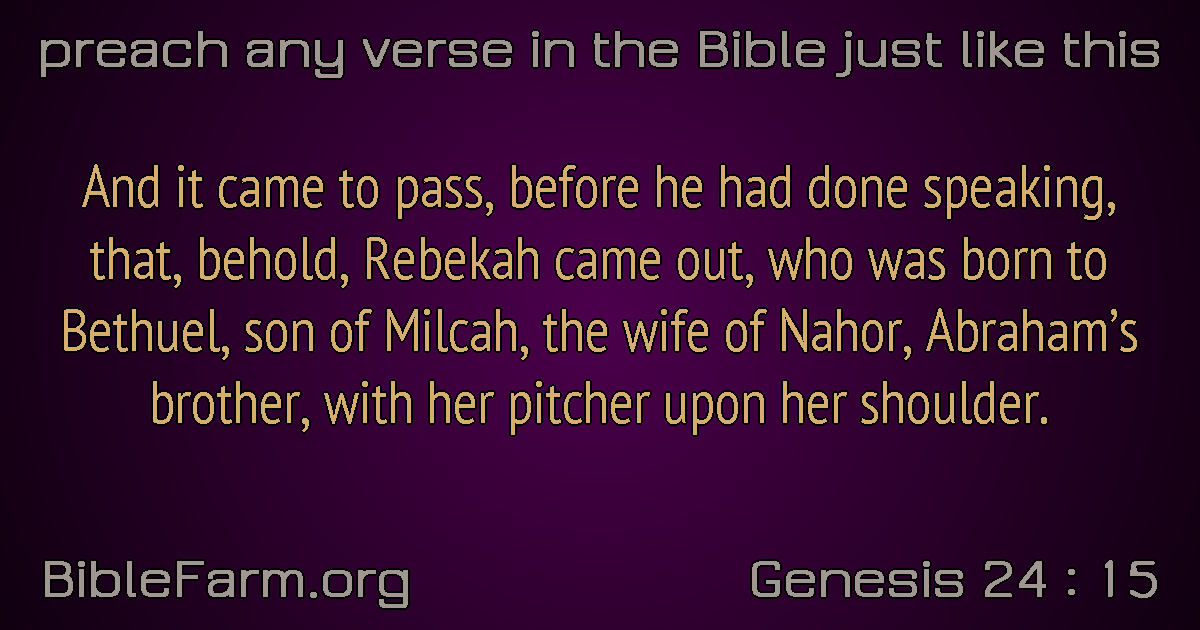 preach any verse in the Bible just like this
And it came to pass, before he had done speaking,
that, behold, Rebekah came out, who was born to
Bethuel, son of Milcah, the wife of Nahor, Abraham’s
brother, with her pitcher upon her shoulder.
BibleFarm.org
Genesis 24 : 15